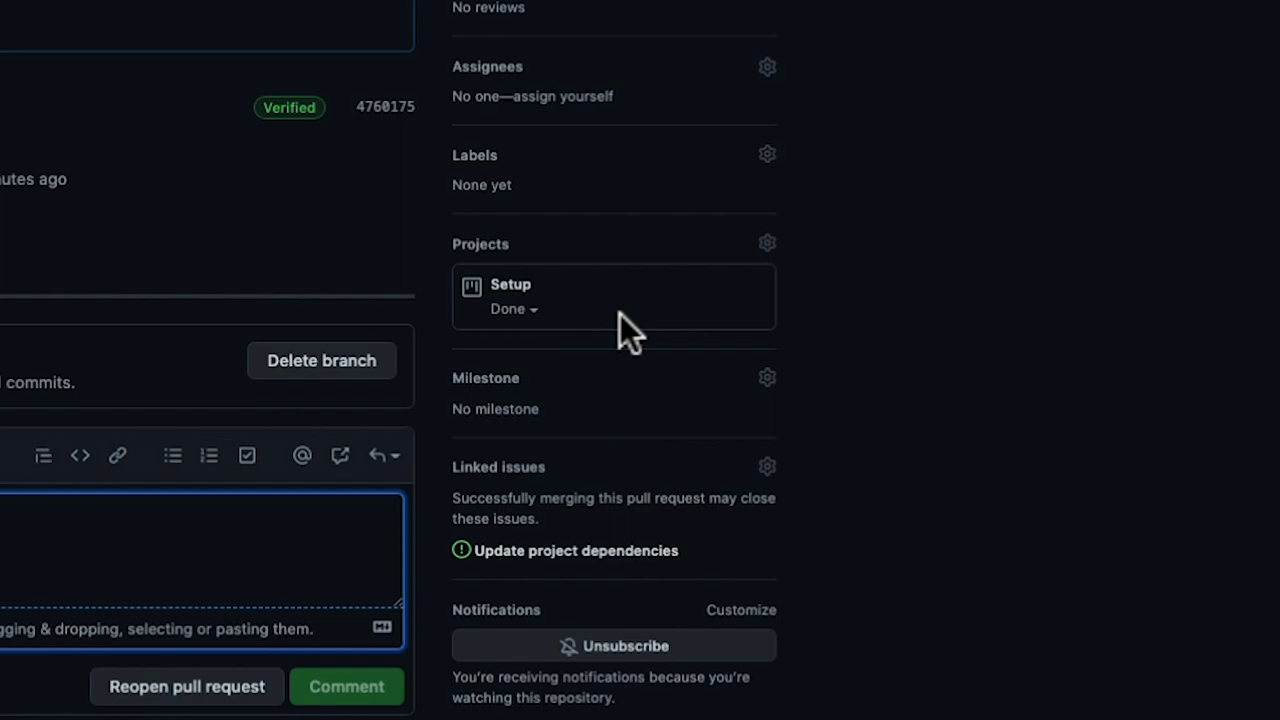 No reviews
Assignees
No one—assign yourself
Verified 4760175
Labels
utes ago
None yet
Projects
Setup
Done
Delete branch
commits.
Milestone
No milestone
Linked issues
Successfully merging this pull request may close
these issues.
Update project dependencies
Notifications Customize
gging & dropping, selecting or pasting them.
Unsubscribe
Reopen pull request Comment
You’re receiving notifications because you’re
watching this repository.